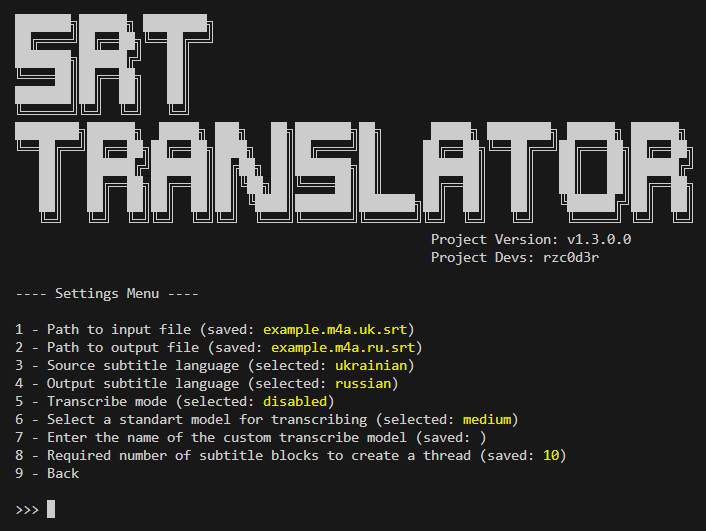 SRT
TRANSLATOR
Project Version: v1.3.0.0
Project Devs: rzc0d3r
---- Settings Menu ----
1 - Path to input file (saved: example.m4a.uk.srt)
2 - Path to output file (saved: example.m4a.ru.srt)
3 - Source subtitle language (selected: ukrainian)
4 - Output subtitle language (selected: russian)
5 - Transcribe mode (selected: disabled)
6 - Select a standart model for transcribing (selected: medium)
7 - Enter the name of the custom transcribe model (saved: )
8 - Required number of subtitle blocks to create a thread (saved: 10)
9 - Back
>>>